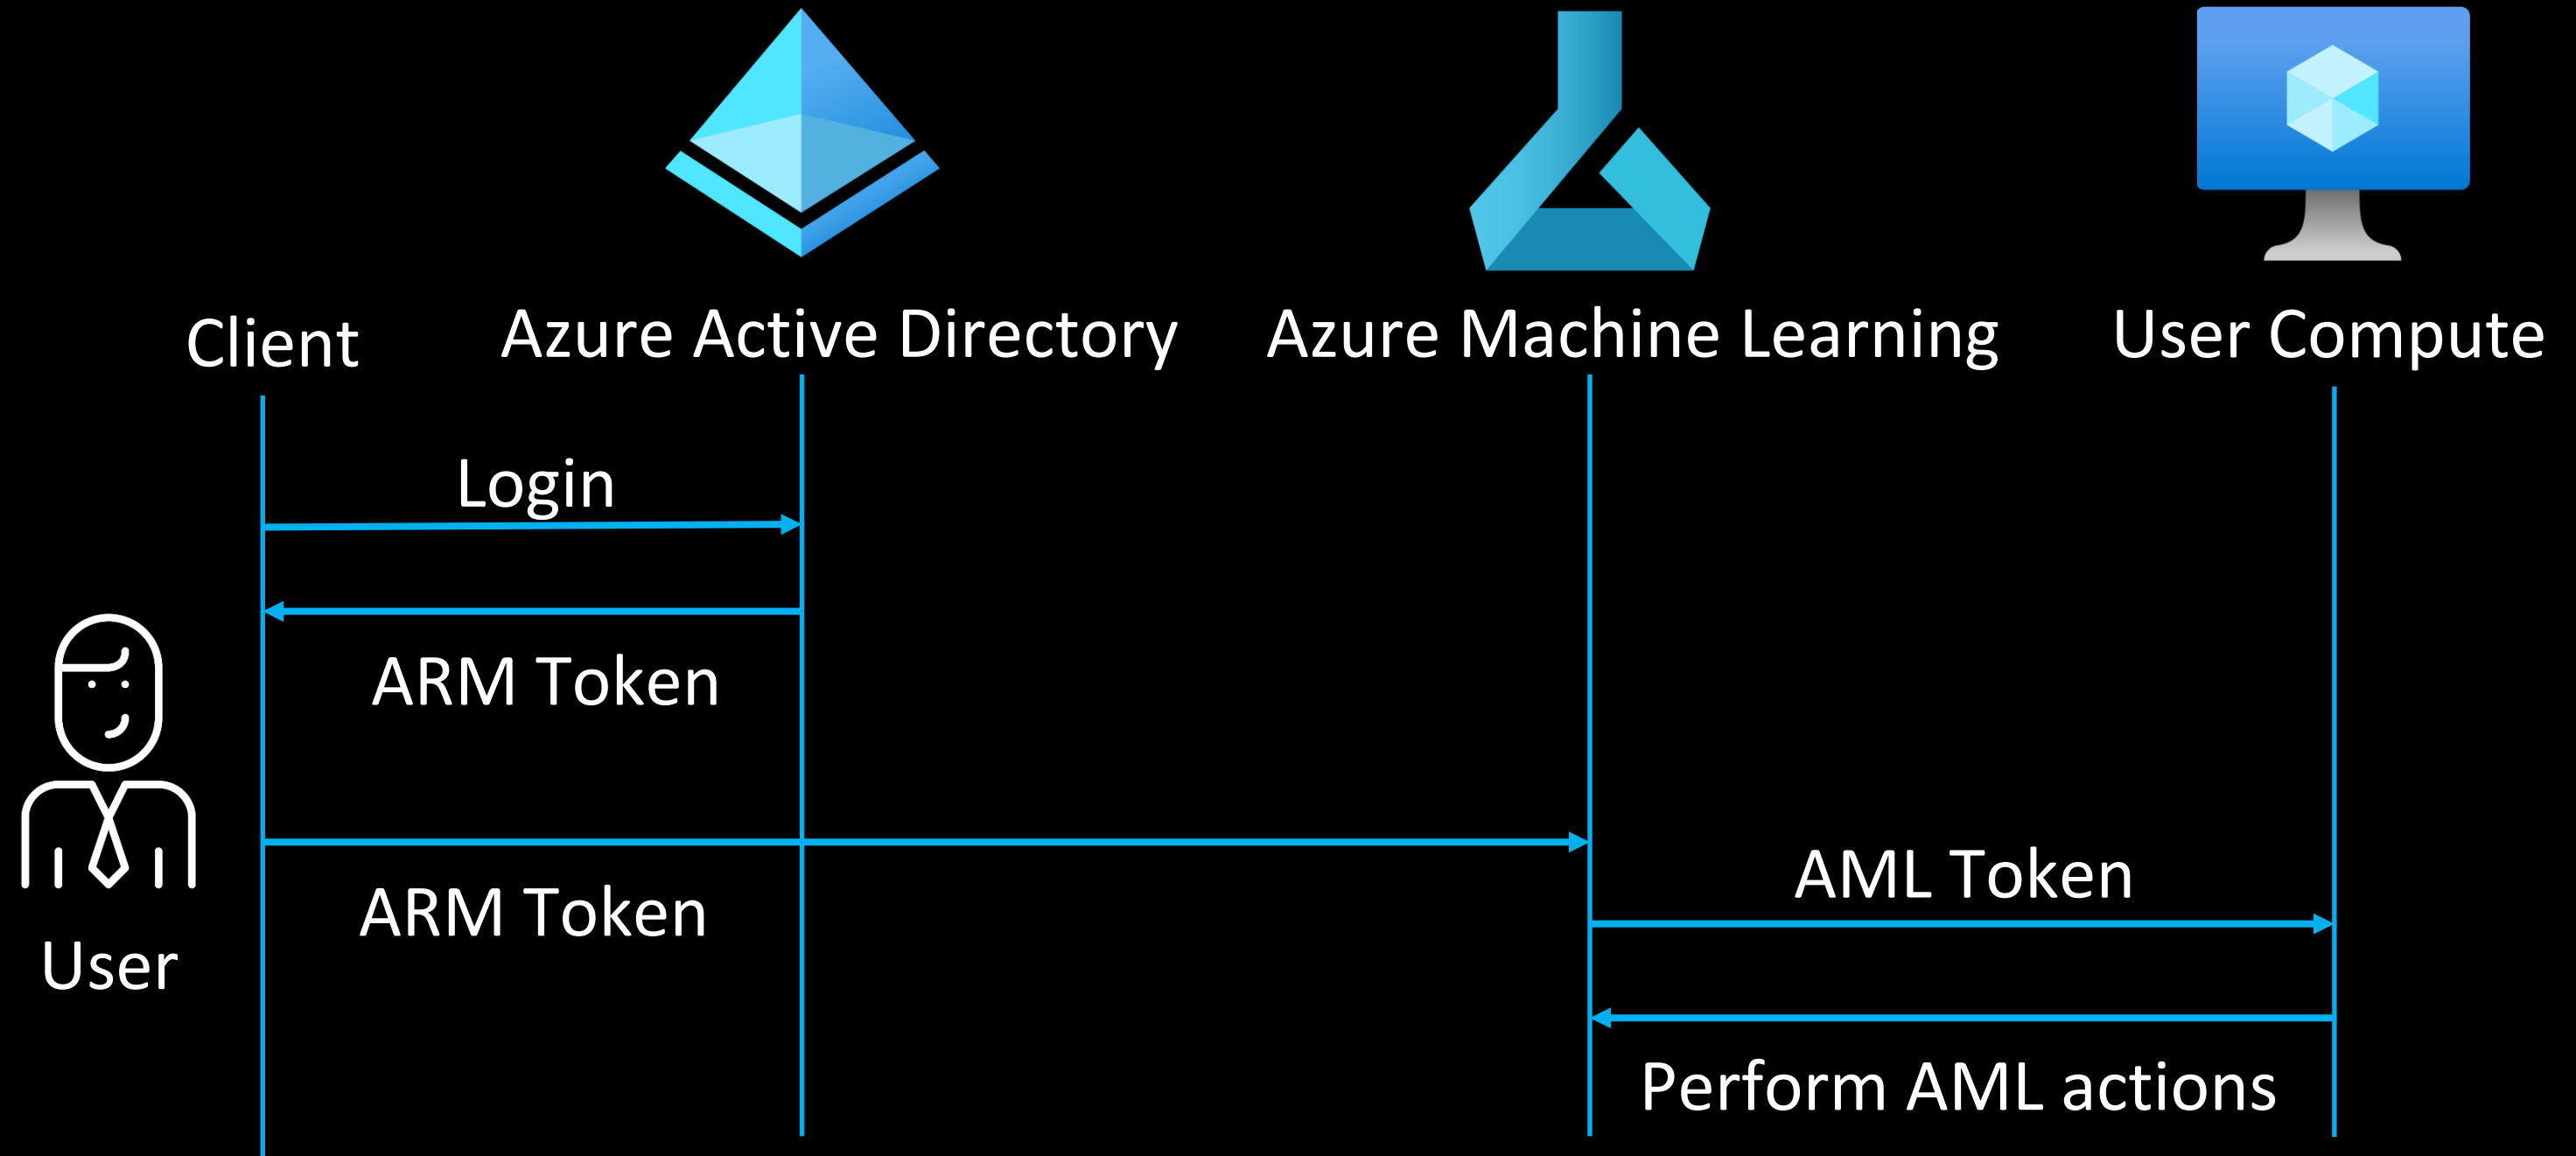 Client
Azure Active Directory
Azure Machine Learning
User Compute
Login
ARM Token
ARM Token
AML Token
User
Perform AML actions